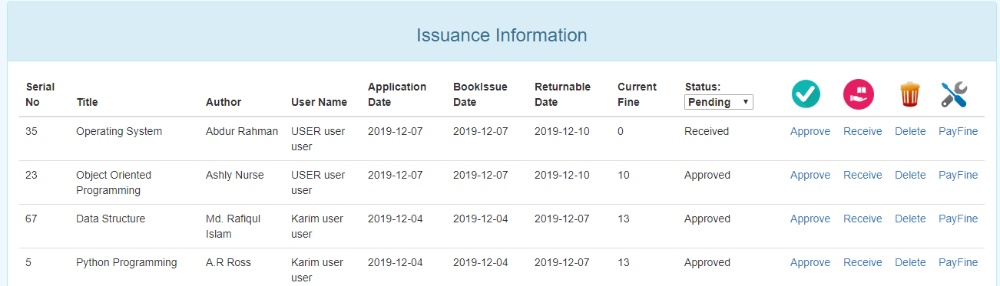 Issuance Information
Serial No Title Author User Name Application Date BookIssue Date Returnable Date Current Fine Status: Pending
35 Operating System Abdur Rahman USER user user 2019-12-07 2019-12-07 2019-12-10 0 Received Approve Receive Delete PayFine
23 Object Oriented Programming Ashly Nurse USER user user 2019-12-07 2019-12-07 2019-12-10 10 Approved Approve Receive Delete PayFine
67 Data Structure Md. Rafiqul Islam Karim user user 2019-12-04 2019-12-04 2019-12-07 13 Approved Approve Receive Delete PayFine
5 Python Programming A.R Ross Karim user user 2019-12-04 2019-12-04 2019-12-07 13 Approved Approve Receive Delete PayFine